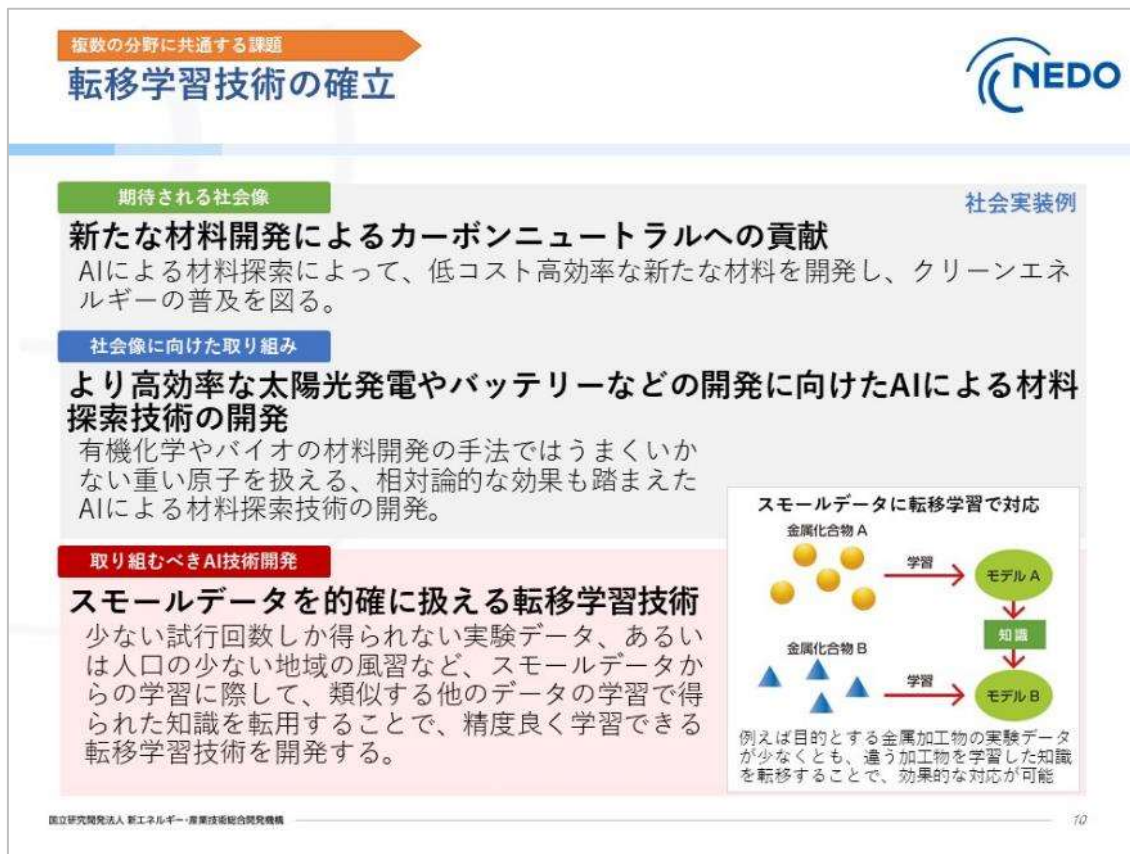 複数の分野に共通する課題
転移学習技術の確立
NEDO
期待される社会像
社会実装例
新たな材料開発によるカーボンニュートラルへの貢献
AIによる材料探索によって、低コスト高効率な新たな材料を開発し、クリーンエネ
ルギーの普及を図る。
社会像に向けた取り組み
より高効率な太陽光発電やバッテリーなどの開発に向けたAIによる材料
探索技術の開発
有機化学やバイオの材料開発の手法ではうまくいか
ない重い原子を扱える、相対論的な効果も踏まえた
AIによる材料探索技術の開発。
取り組むべきAI技術開発
スモールデータを的確に扱える転移学習技術
少ない試行回数しか得られない実験データ、あるい
は人口の少ない地域の風習など、スモールデータか
らの学習に際して、類似する他のデータの学習で得
られた知識を転用することで、精度良く学習できる
転移学習技術を開発する。
スモールデータに転移学習で対応
金属化合物A
学習
モデルA
知識
金属化合物B
学習
モデルB
例えば目的とする金属加工物の実験データ
が少なくとも、違う加工物を学習した知識
を転移することで、効果的な対応が可能
国立研究開発法人 新エネルギー・産業技術総合開発機構
10